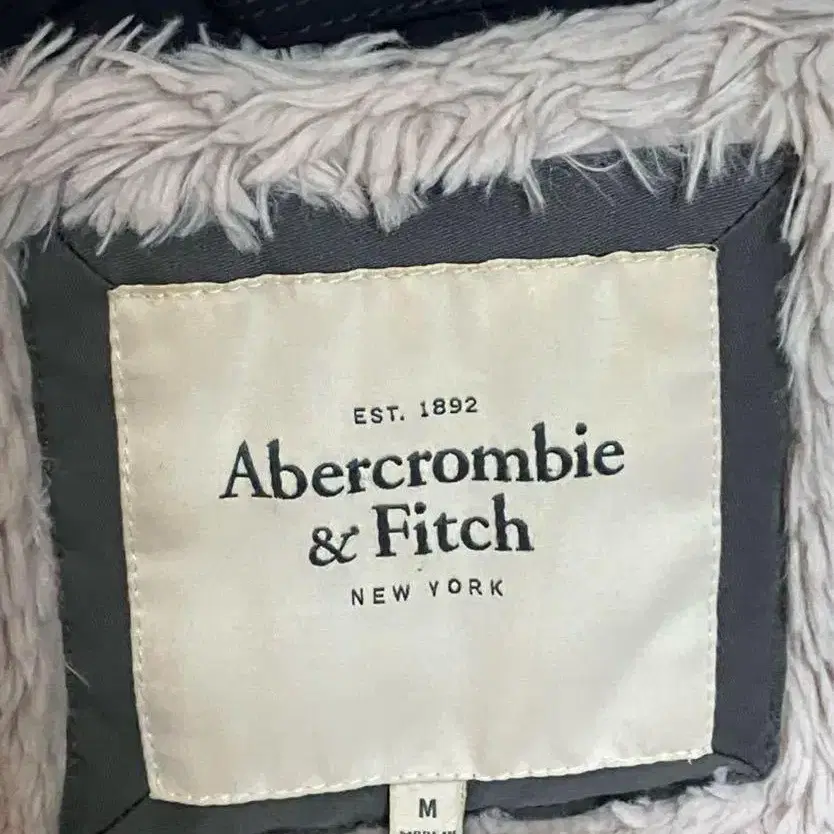 EST. 1892
Abercrombie
& Fitch
NEW YORK
M